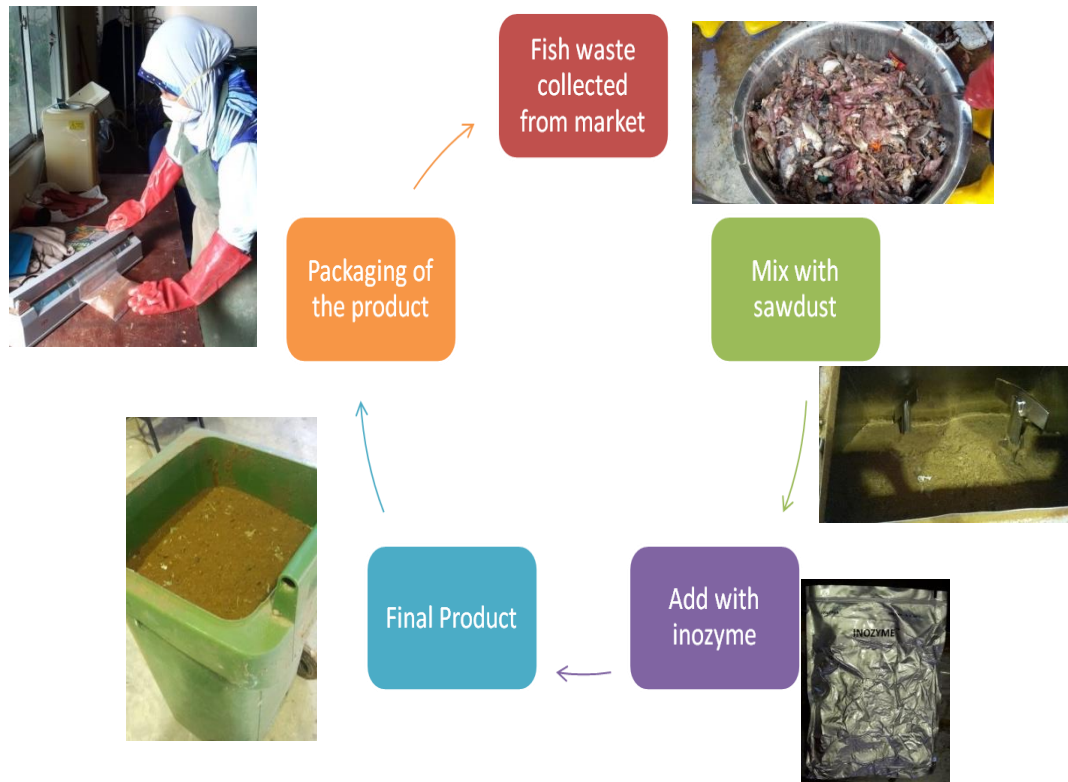 Fish waste
collected
from market
Mix with
sawdust
Add with
inozyme
INOZYME
Final Product
Packaging of
the product